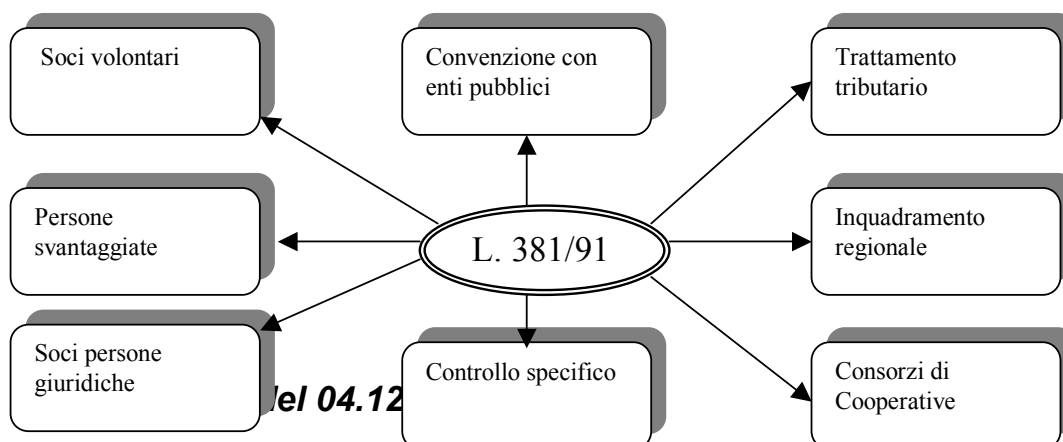 Soci volontari
Convenzione con
enti pubblici
Trattamento
tributario
Persone
svantaggiate
L. 381/91
Inquadramento
regionale
Soci persone
giuridiche
Controllo specifico
Consorzi di
Cooperative
del 04.12